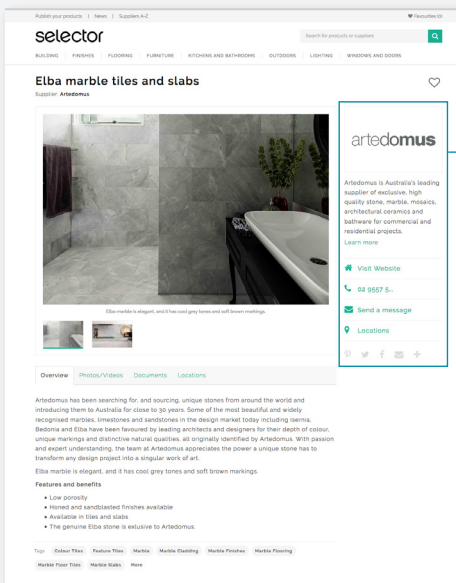 Publish your products | News | Suppliers A-Z
Favourites (0)
selector
Search for products or suppliers
BUILDING FINISHES FLOORING FURNITURE KITCHENS AND BATHROOMS OUTDOORS LIGHTING WINDOWS AND DOORS
Elba marble tiles and slabs
Supplier: Artedomus
Elba marble is elegant, and it has cool grey tones and soft brown markings.
artedomus
Artedomus is Australia's leading
supplier of exclusive, high
quality stone, marble, mosaics,
architectural ceramics and
bathware for commercial and
residential projects.
Learn more
Visit Website
02 9557 5...
Send a message
Locations
Overview Photos/Videos Documents Locations
Artedomus has been searching for, and sourcing, unique stones from around the world and
introducing them to Australia for close to 30 years. Some of the most beautiful and widely
recognised marbles, limestones and sandstones in the design market today including Isernia,
Bedonia and Elba have been favoured by leading architects and designers for their depth of colour,
unique markings and distinctive natural qualities, all originally identified by Artedomus. With passion
and expert understanding, the team at Artedomus appreciates the power a unique stone has to
transform any design project into a singular work of art.
Elba marble is elegant, and it has cool grey tones and soft brown markings.
Features and benefits
• Low porosity
• Honed and sandblasted finishes available
• Available in tiles and slabs
• The genuine Elba stone is exlusive to Artedomus.
Tags Colour Tiles Feature Tiles Marble Marble Cladding Marble Finishes Marble Flooring
Marble Floor Tiles Marble Slabs More